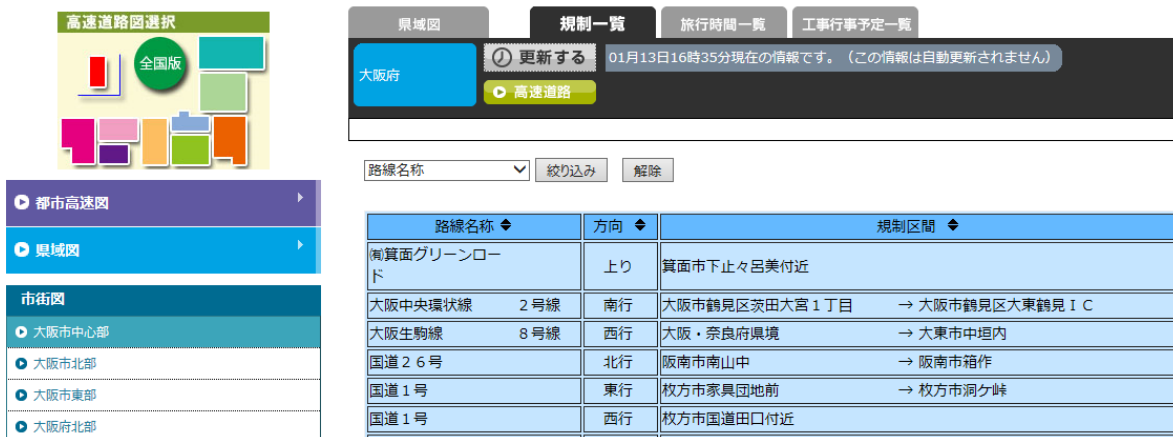 高速道路図選択
全国版
都市高速図
県域図
市街図
大阪市中心部
大阪市北部
大阪市東部
大阪府北部
県域図 規制一覧 旅行時間一覧 工事行事予定一覧
大阪府
更新する 01月13日16時35分現在の情報です。（この情報は自動更新されません）
高速道路
路線名称 絞り込み 解除
路線名称 方向 規制区間
㈲箕面グリーンロー
ド 上り 箕面市下止々呂美付近
大阪中央環状線 2号線 南行 大阪市鶴見区茨田大宮１丁目 → 大阪市鶴見区大東鶴見ＩＣ
大阪生駒線 8号線 西行 大阪・奈良府県境 → 大東市中垣内
国道２６号 北行 阪南市南山中 → 阪南市箱作
国道１号 東行 枚方市家具団地前 → 枚方市洞ケ峠
国道１号 西行 枚方市国道田口付近